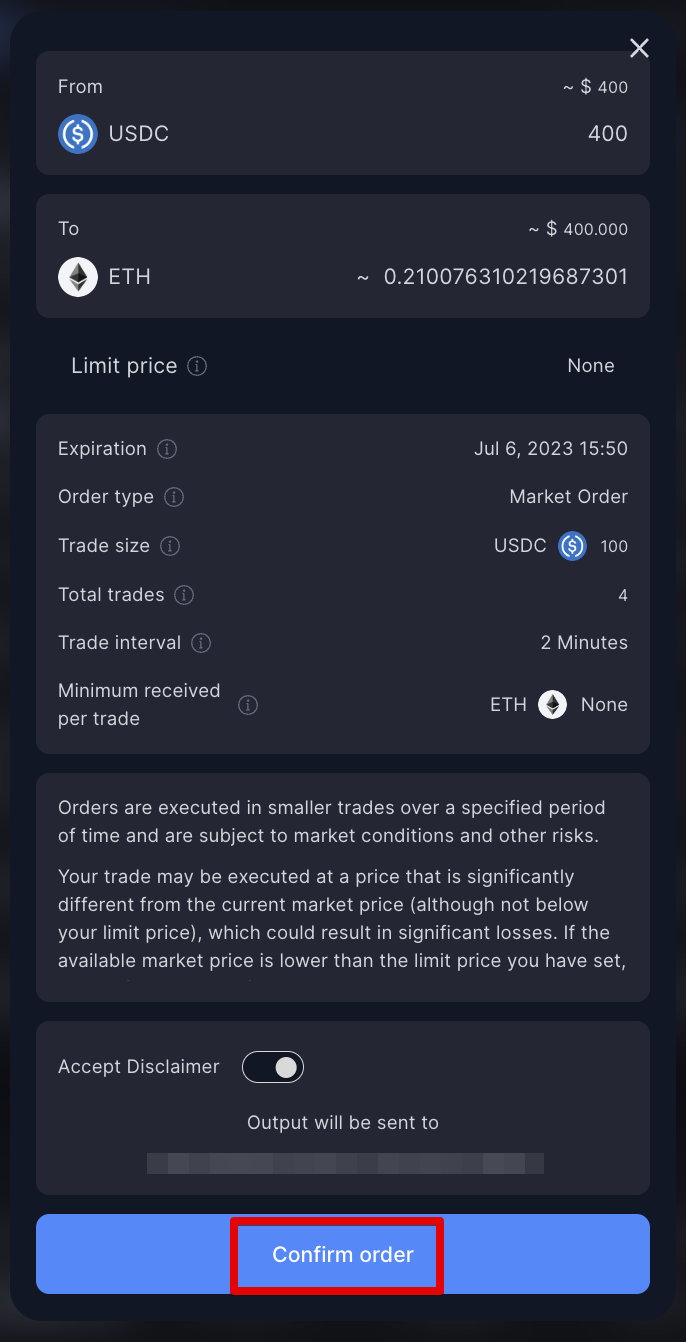 From ~ $ 400
USDC 400
To ~ $ 400.000
ETH ~ 0.210076310219687301
Limit price None
Expiration Jul 6, 2023 15:50
Order type Market Order
Trade size USDC 100
Total trades 4
Trade interval 2 Minutes
Minimum received
per trade ETH None
Orders are executed in smaller trades over a specified period
of time and are subject to market conditions and other risks.
Your trade may be executed at a price that is significantly
different from the current market price (although not below
your limit price), which could result in significant losses. If the
available market price is lower than the limit price you have set,
Accept Disclaimer
Output will be sent to
Confirm order